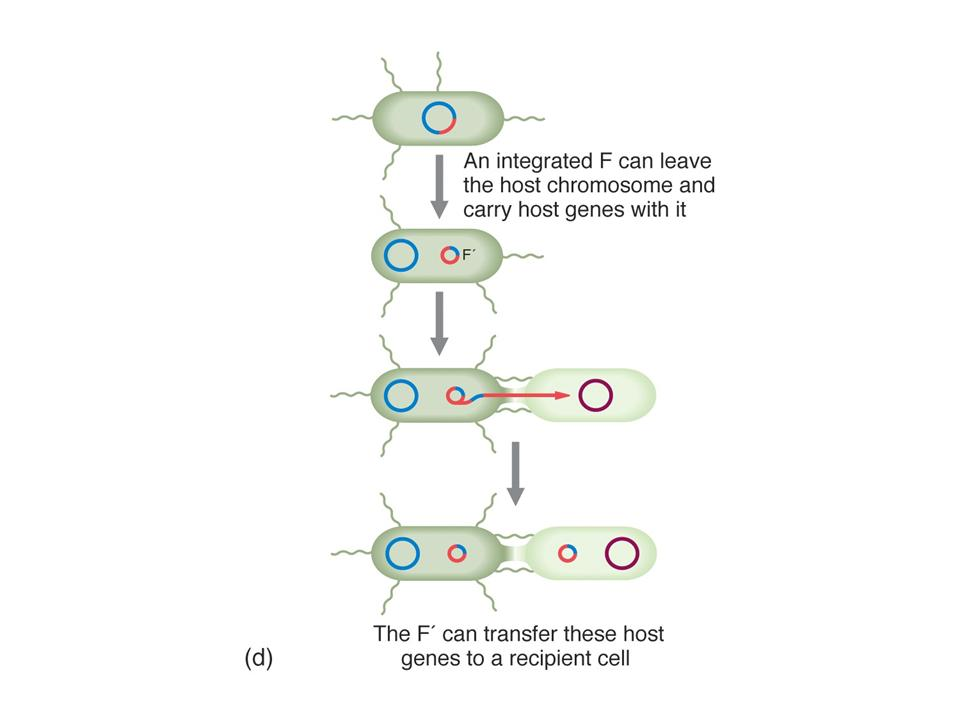 An integrated F can leave
the host chromosome and
carry host genes with it
F´
The F´ can transfer these host
genes to a recipient cell
(d)